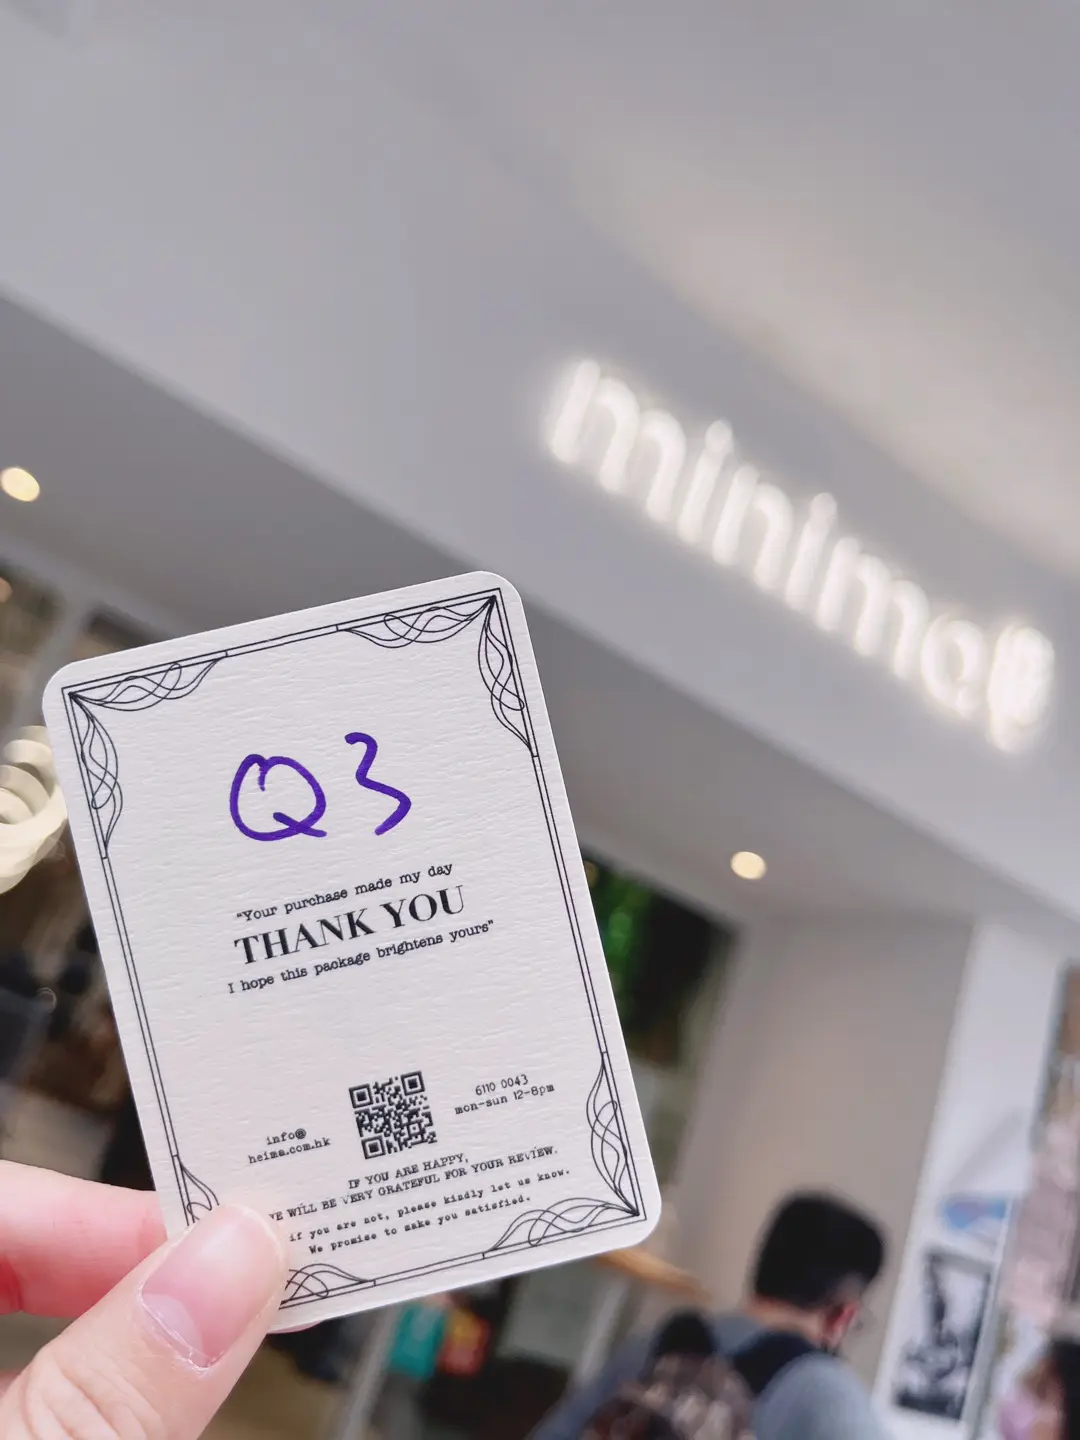 minimal
Q3
"Your purchase made my day
THANK YOU
I hope this package brightens yours"
info@
heima.com.hk
6110 0043
mon-sun 12-8pm
IF YOU ARE HAPPY,
WE WILL BE VERY GRATEFUL FOR YOUR REVIEW.
if you are not, please kindly let us know.
We promise to make you satisfied.